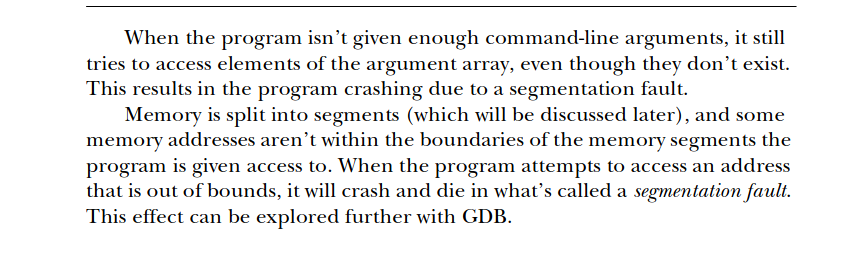 When the program isn’t given enough command-line arguments, it still
tries to access elements of the argument array, even though they don’t exist.
This results in the program crashing due to a segmentation fault.
Memory is split into segments (which will be discussed later), and some
memory addresses aren’t within the boundaries of the memory segments the
program is given access to. When the program attempts to access an address
that is out of bounds, it will crash and die in what’s called a segmentation fault.
This effect can be explored further with GDB.